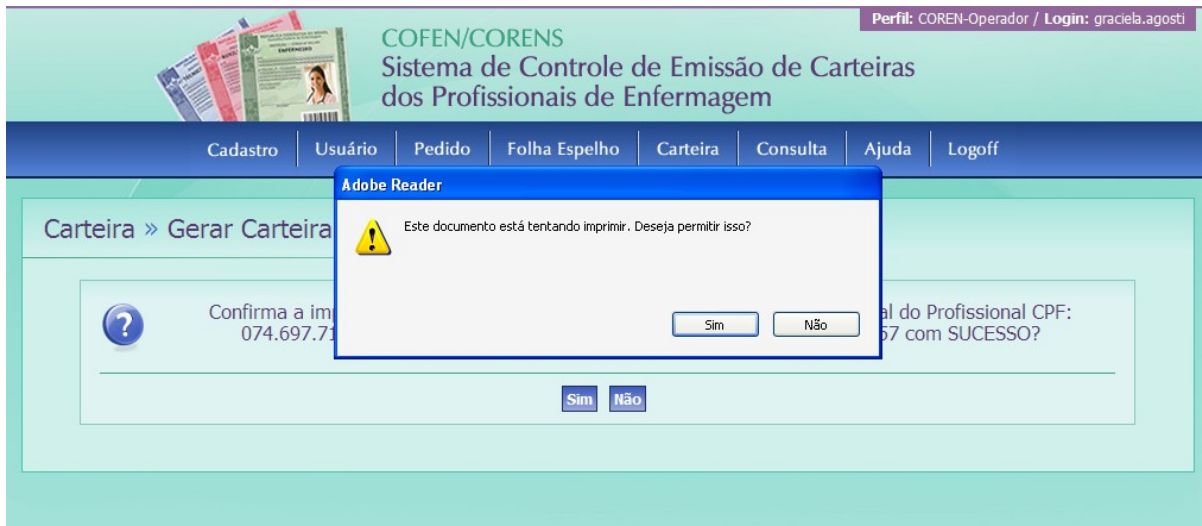 Perfil: COREN-Operador / Login: graciela.agosti
COFEN/CORENS
Sistema de Controle de Emissão de Carteiras
dos Profissionais de Enfermagem
Cadastro
Usuário
Pedido
Folha Espelho
Carteira
Consulta
Ajuda
Logoff
Adobe Reader
Este documento está tentando imprimir. Deseja permitir isso?
Sim
Não
Carteira » Gerar Carteira
Confirma a im al do Profissional CPF:
074.697.71 57 com SUCESSO?
Sim
Não